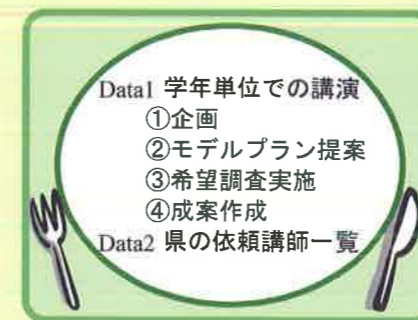 Data1 学年単位での講演
①企画
②モデルプラン提案
③希望調査実施
④成案作成
Data2 県の依頼講師一覧